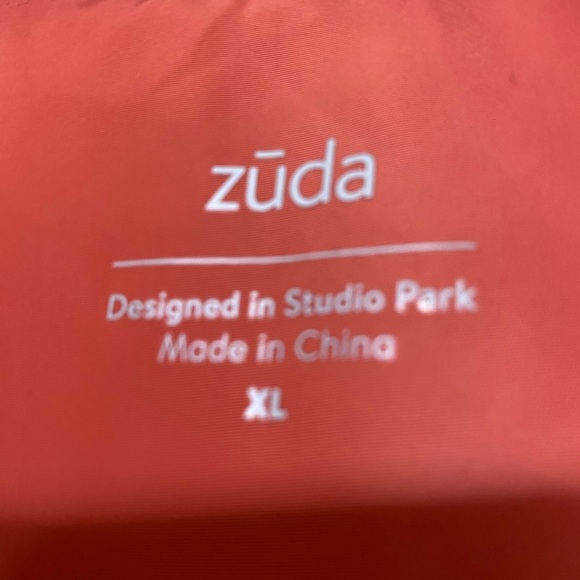 zūda
Designed in Studio Park
Made in China
XL